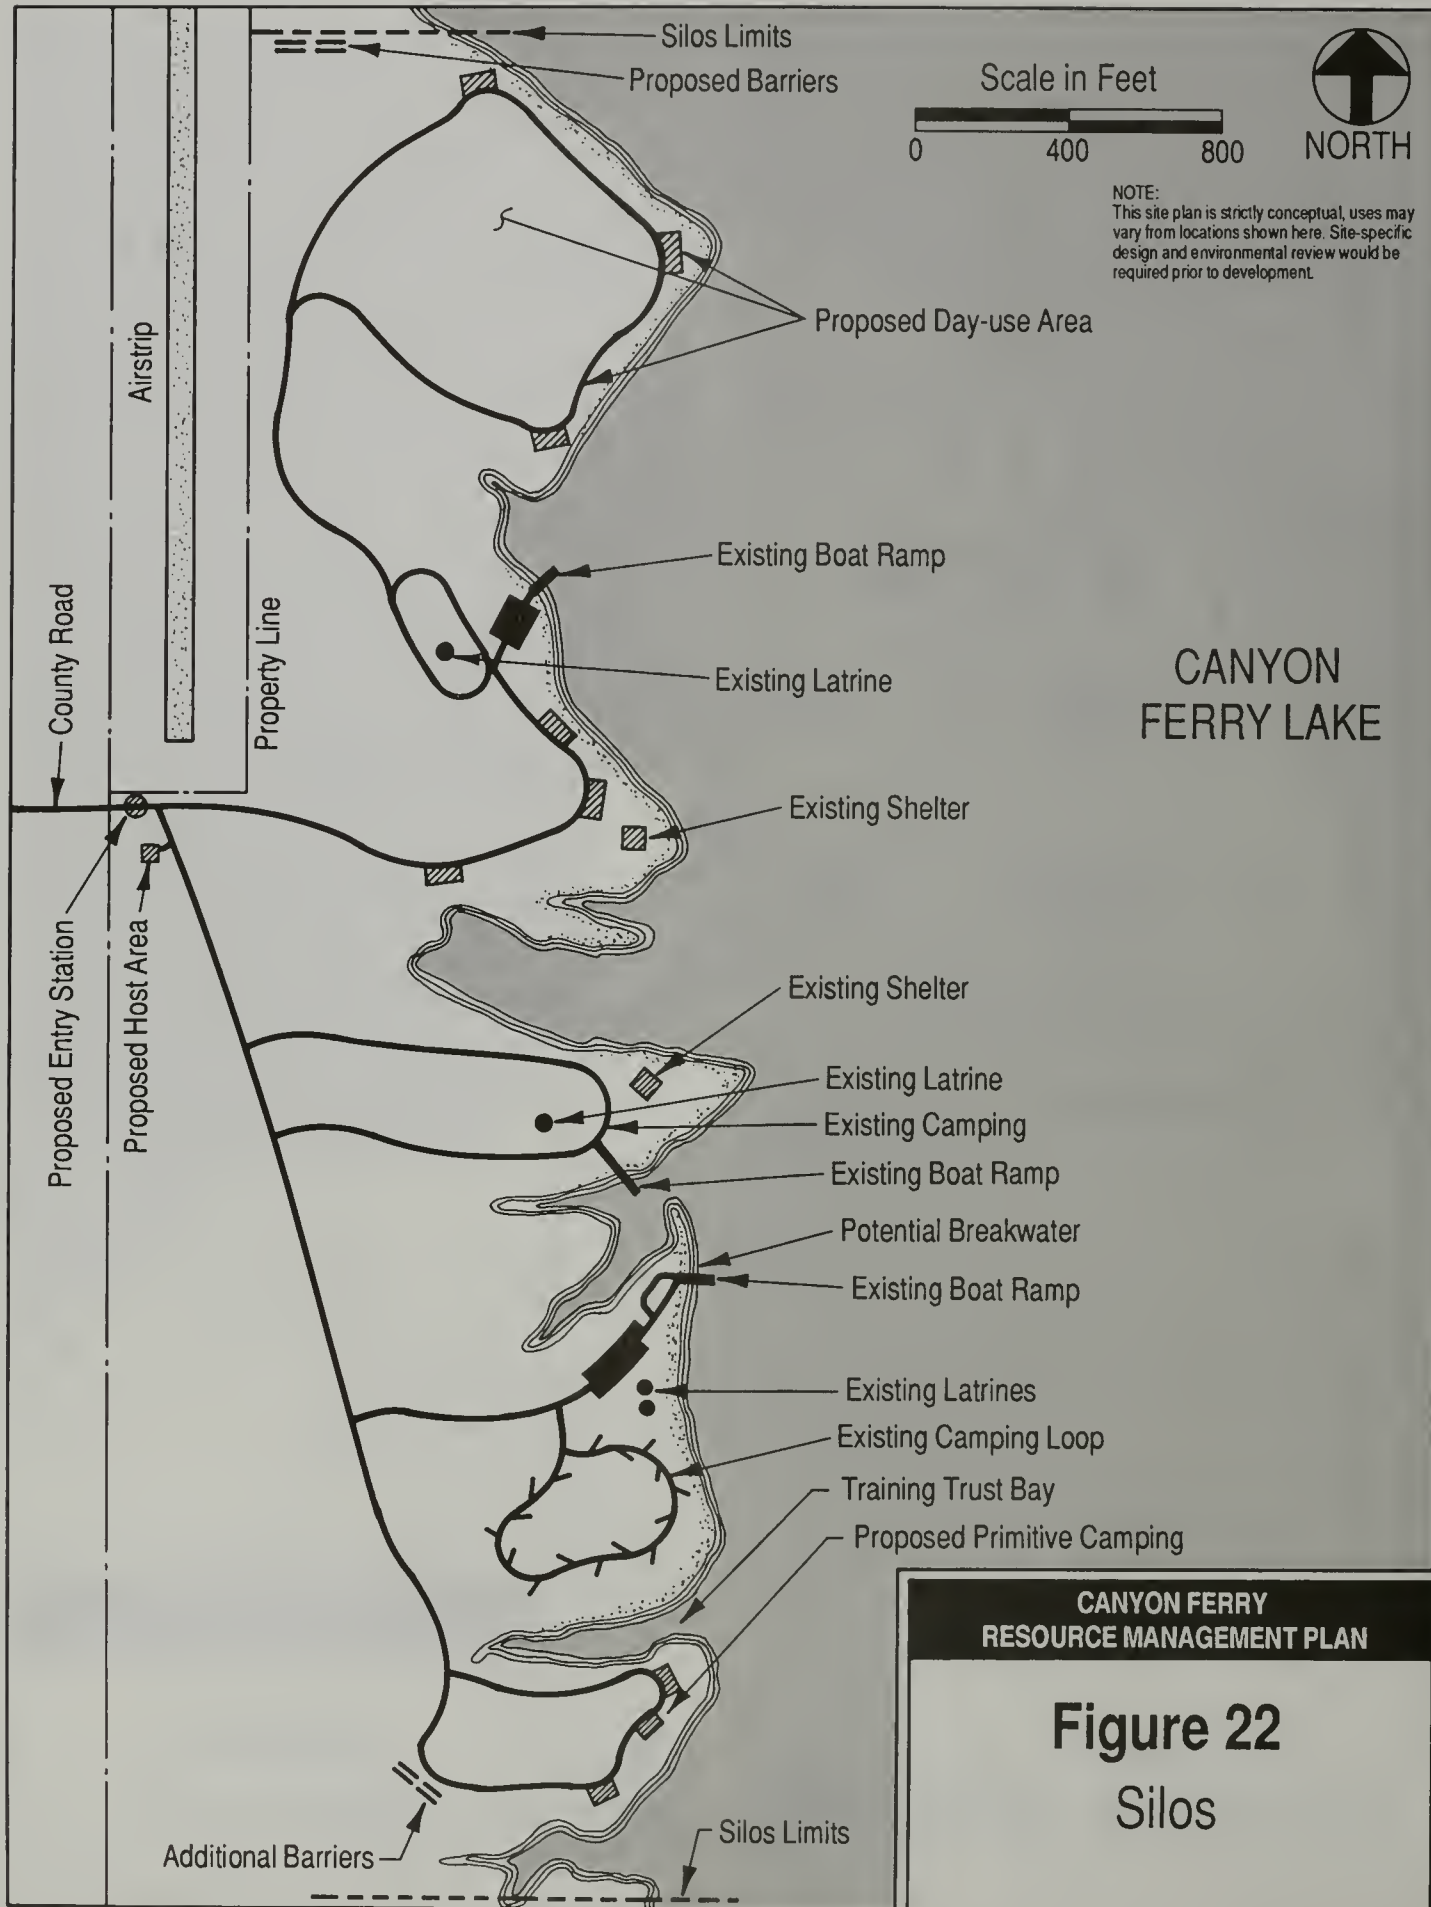 Silos Limits
Proposed Barriers
Scale in Feet
0 400 800
NORTH
NOTE:
This site plan is strictly conceptual, uses may
vary from locations shown here. Site-specific
design and environmental review would be
required prior to development.
Proposed Day-use Area
Airstrip
Existing Boat Ramp
County Road
Property Line
Existing Latrine
CANYON
FERRY LAKE
Existing Shelter
Proposed Entry Station
Proposed Host Area
Existing Shelter
Existing Latrine
Existing Camping
Existing Boat Ramp
Potential Breakwater
Existing Boat Ramp
Existing Latrines
Existing Camping Loop
Training Trust Bay
Proposed Primitive Camping
Additional Barriers
Silos Limits
CANYON FERRY
RESOURCE MANAGEMENT PLAN
Figure 22
Silos